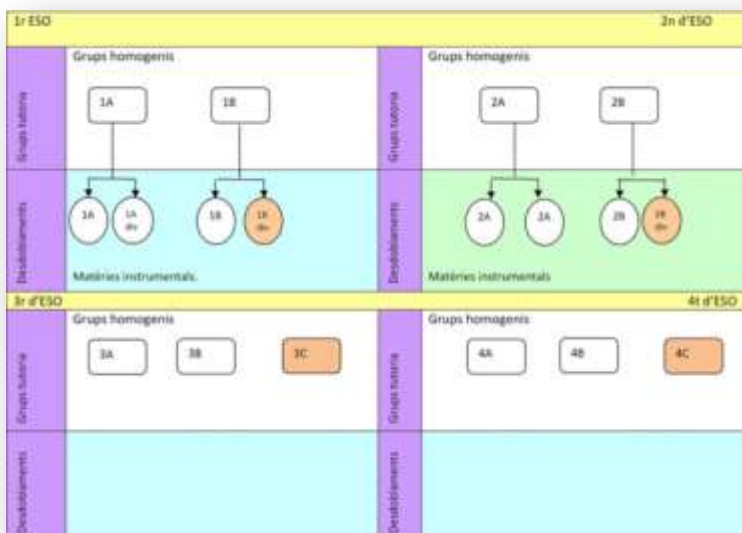 1r ESO
2n d'ESO
Grups homogenis
Grups homogenis
Grups tutoria
1A
1B
Grups tutoria
2A
2B
Desdoblaments
1A
1A
div
1B
1B
div
Matèries instrumentals.
Desdoblaments
2A
2A
2B
2B
div
Matèries instrumentals
3r d'ESO
4t d'ESO
Grups homogenis
Grups homogenis
Grups tutoria
3A
3B
3C
Grups tutoria
4A
4B
4C
Desdoblaments
Desdoblaments